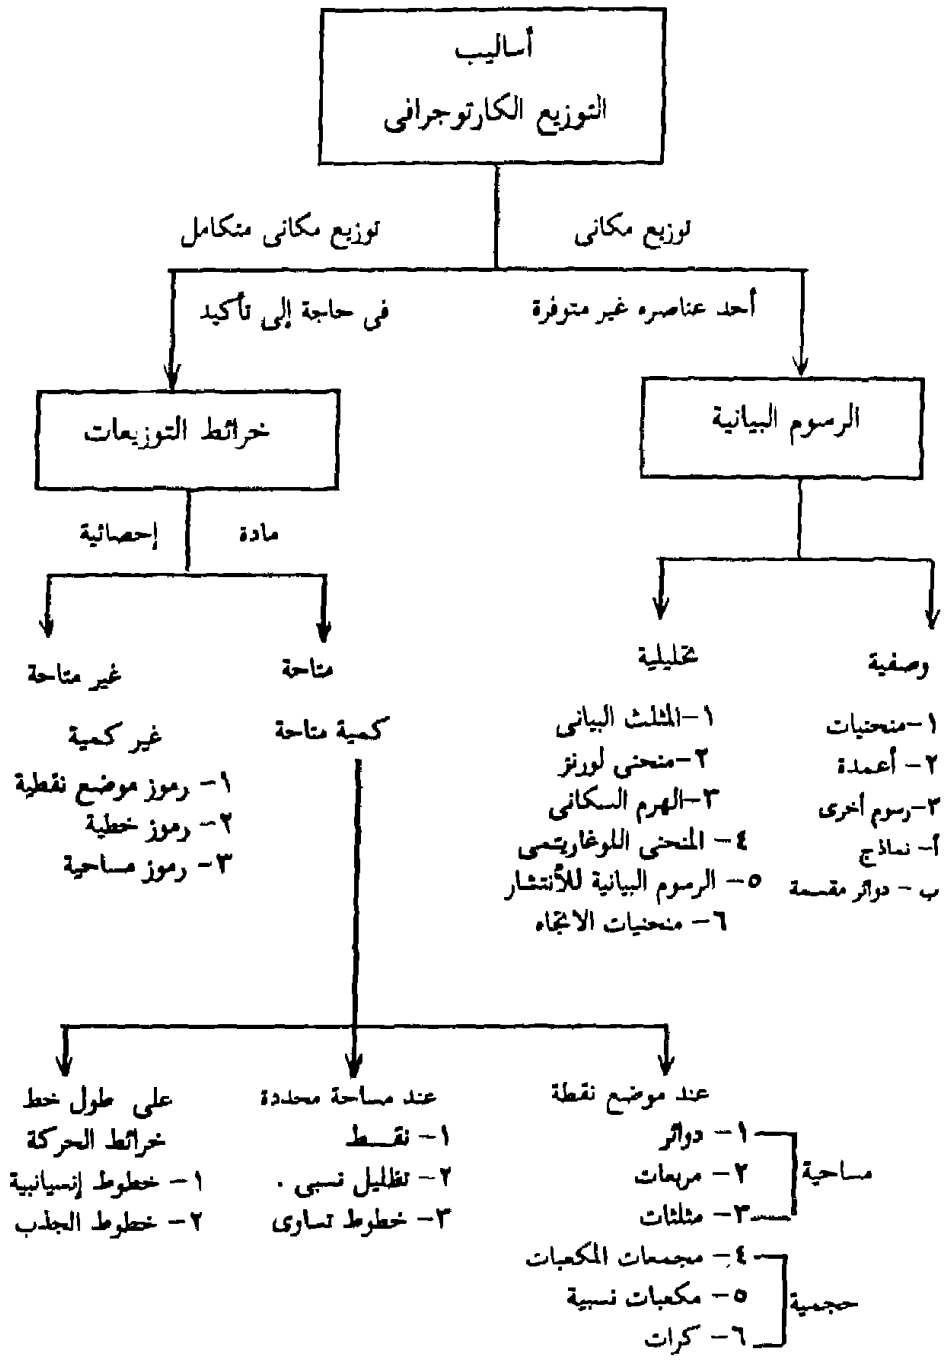 أساليب
التوزيع الكارتوجرافى
توزيع مكانى
توزيع مكانى متكامل
أحد عناصره غير متوفرة
فى حاجة إلى تأكيد
الرسوم البيانية
خرائط التوزيعات
مادة
إحصائية
وصفية
١-منحنيات
٢- أعمدة
٣-رسوم أخرى
أ- نماذج
ب - دوائر مقسمة
تحليلية
١-المثلث البيانى
٢-منحنى لورنز
٣-الهرم السكانى
٤- المنحنى اللوغاريتمى
٥- الرسوم البيانية للأنتشار
٦- منحنيات الاتجاه
متاحة
كمية متاحة
غير متاحة
غير كمية
١- رموز موضع نقطية
٢- رموز خطية
٣- رموز مساحية
عند موضع نقطة
١- دوائر
٢- مربعات
٣- مثلثات
مساحية
٤- مجمعات المكعبات
٥- مكعبات نسبية
٦- كرات
حجمية
عند مساحة محددة
١- نقـــط
٢- تظليل نسبى .
٣- خطوط تساوى
على طول خط
خرائط الحركة
١- خطوط إنسيابية
٢- خطوط الجذب